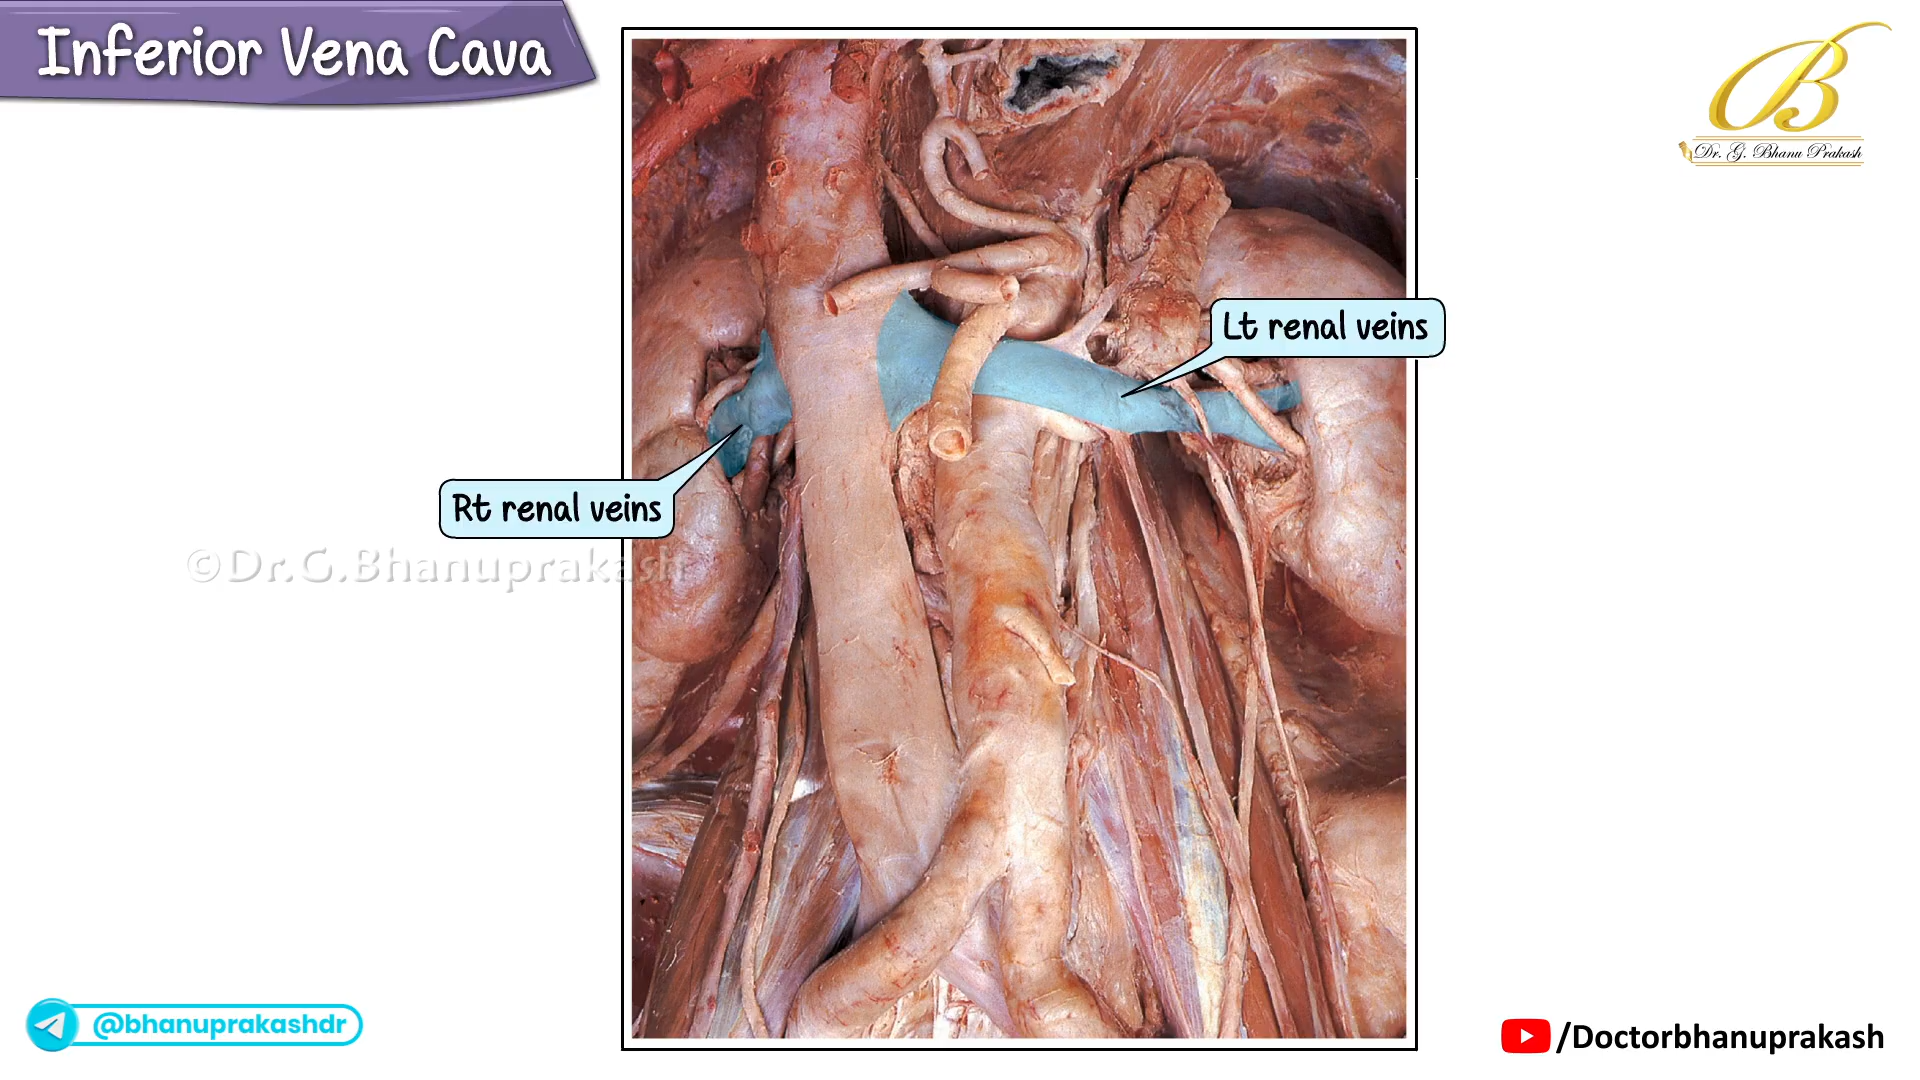 Inferior Vena Cava
Dr. G. Bhanu Prakash
Lt renal veins
Rt renal veins
©Dr.G.Bhanuprakash
@bhanuprakashdr
/Doctorbhanuprakash